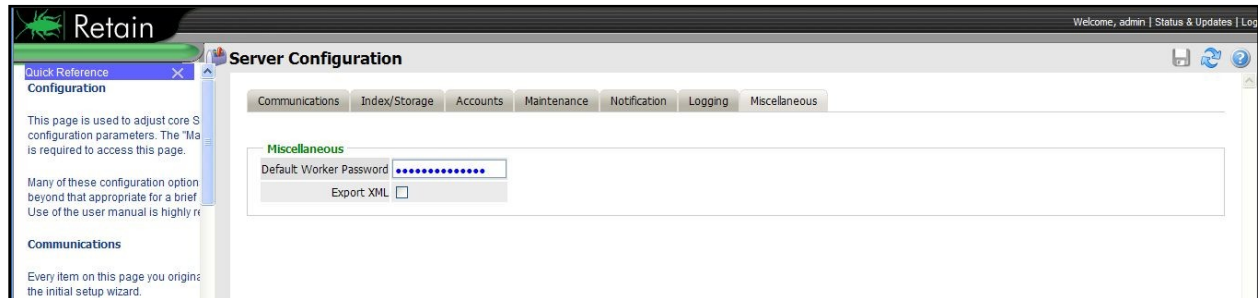 Retain
Welcome, admin | Status & Updates | Log
Server Configuration
Quick Reference
Configuration
This page is used to adjust core S
configuration parameters. The "Ma
is required to access this page.
Many of these configuration option
beyond that appropriate for a brief
Use of the user manual is highly re
Communications
Every item on this page you origina
the initial setup wizard.
Communications Index/Storage Accounts Maintenance Notification Logging Miscellaneous
Miscellaneous
Default Worker Password
Export XML